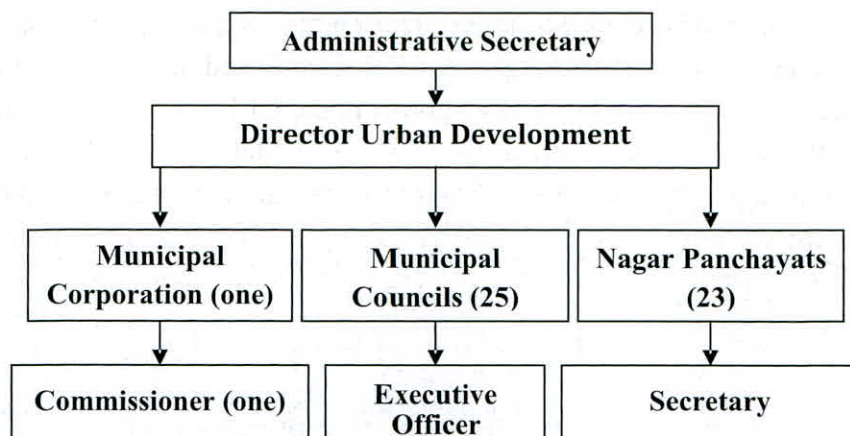 Administrative Secretary
Director Urban Development
Municipal
Corporation (one)
Municipal
Councils (25)
Nagar Panchayats
(23)
Commissioner (one)
Executive
Officer
Secretary